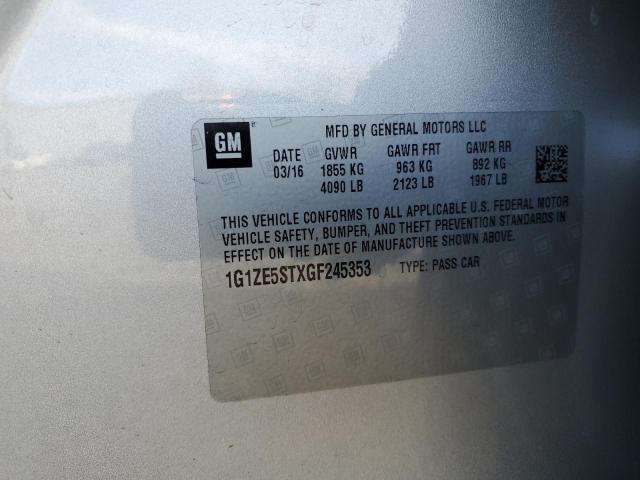 GM
MFD BY GENERAL MOTORS LLC
DATE GVWR GAWR FRT GAWR RR
03/16 1855 KG 963 KG 892 KG
4090 LB 2123 LB 1967 LB
THIS VEHICLE CONFORMS TO ALL APPLICABLE U.S. FEDERAL MOTOR
VEHICLE SAFETY, BUMPER, AND THEFT PREVENTION STANDARDS IN
EFFECT ON THE DATE OF MANUFACTURE SHOWN ABOVE.
1G1ZE5STXGF245353 TYPE: PASS CAR